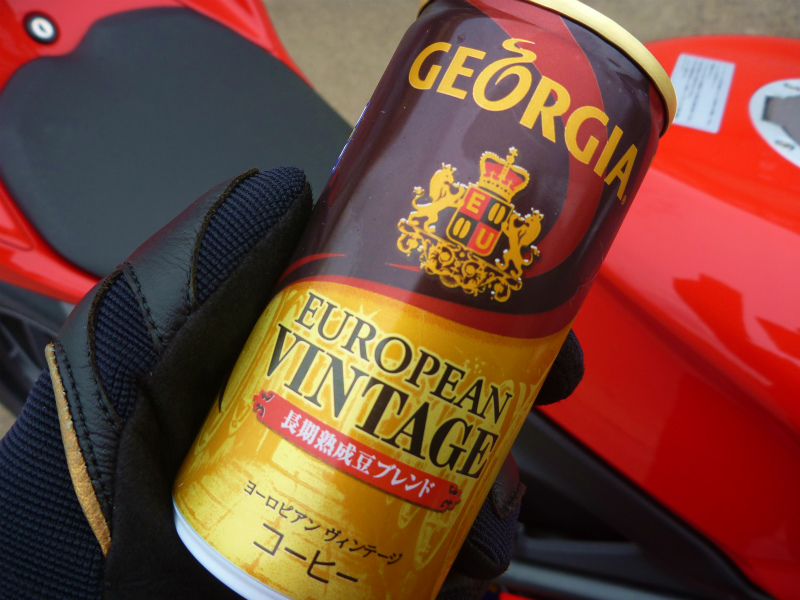 GEORGIA
E
U
EUROPEAN
VINTAGE
長期熟成豆ブレンド
ヨーロピアン ヴィンテージ
コーヒー